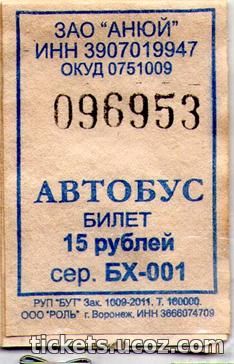 ЗАО "АНЮЙ"
ИНН 3907019947
ОКУД 0751009
096953
АВТОБУС
БИЛЕТ
15 рублей
сер. БХ-001
РУП "БУТ" Зак. 1009-2011. Т. 160000.
ООО "РОЛЬ" г. Воронеж, ИНН 3666074709
http://tickets.ucoz.com